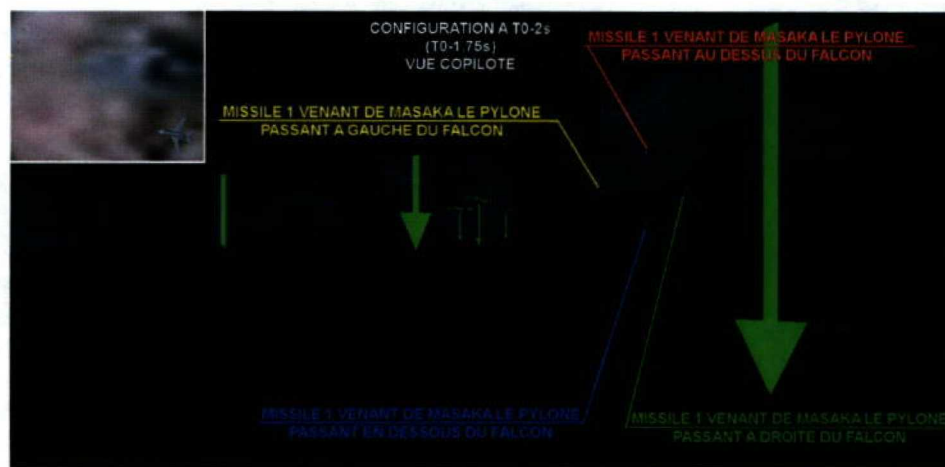 CONFIGURATION A T0-2s
(T0-1.75s)
VUE COPILOTE
MISSILE 1 VENANT DE MASAKA LE PYLONE
PASSANT AU DESSUS DU FALCON
MISSILE 1 VENANT DE MASAKA LE PYLONE
PASSANT A GAUCHE DU FALCON
MISSILE 1 VENANT DE MASAKA LE PYLONE
PASSANT EN DESSOUS DU FALCON
MISSILE 1 VENANT DE MASAKA LE PYLONE
PASSANT A DROITE DU FALCON